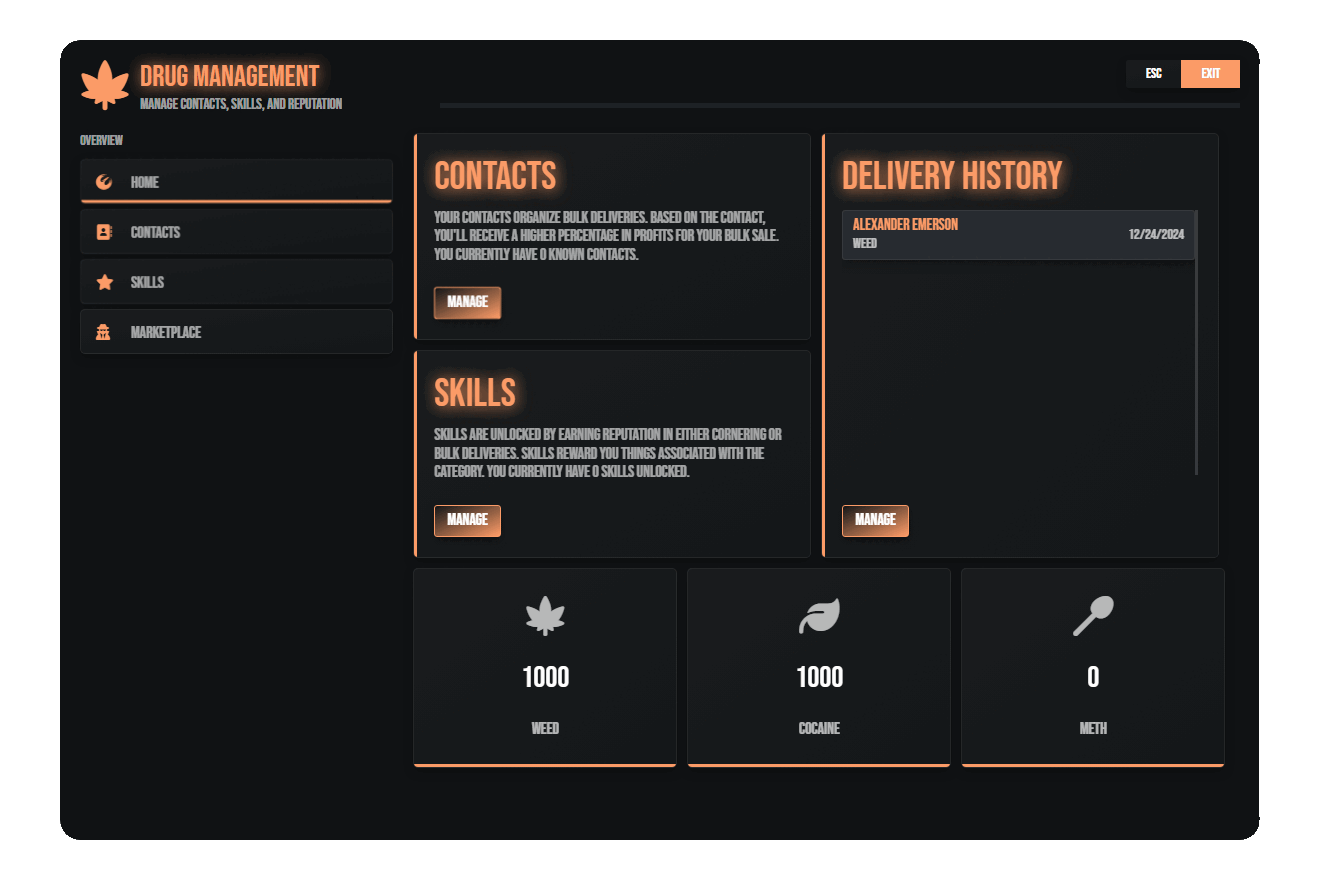 DRUG MANAGEMENT
MANAGE CONTACTS, SKILLS, AND REPUTATION
ESC
EXIT
OVERVIEW
HOME
CONTACTS
SKILLS
MARKETPLACE
CONTACTS
YOUR CONTACTS ORGANIZE BULK DELIVERIES. BASED ON THE CONTACT,
YOU'LL RECEIVE A HIGHER PERCENTAGE IN PROFITS FOR YOUR BULK SALE.
YOU CURRENTLY HAVE 0 KNOWN CONTACTS.
MANAGE
SKILLS
SKILLS ARE UNLOCKED BY EARNING REPUTATION IN EITHER CORNERING OR
BULK DELIVERIES. SKILLS REWARD YOU THINGS ASSOCIATED WITH THE
CATEGORY. YOU CURRENTLY HAVE 0 SKILLS UNLOCKED.
MANAGE
DELIVERY HISTORY
ALEXANDER EMERSON
WEED
12/24/2024
MANAGE
1000
WEED
1000
COCAINE
0
METH